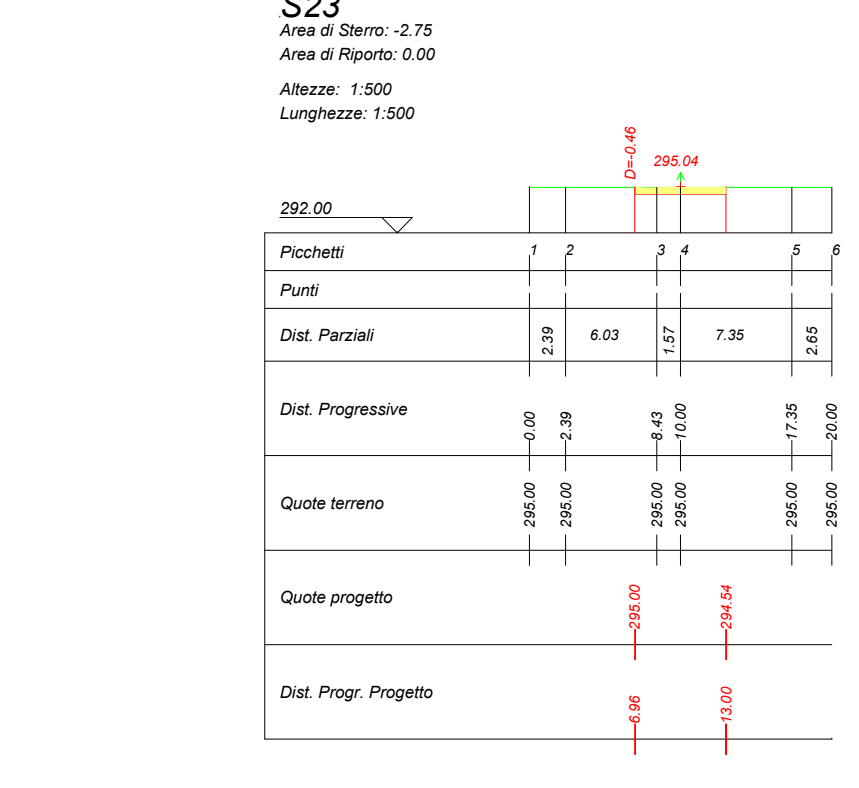 S23
Area di Sterro: -2.75
Area di Riporto: 0.00
Altezze: 1:500
Lunghezze: 1:500
D=-0.46
295.04
292.00
Picchetti 1 2 3 4 5 6
Punti
Dist. Parziali 2.39 6.03 1.57 7.35 2.65
Dist. Progressive 0.00 2.39 8.43 10.00 17.35 20.00
Quote terreno 295.00 295.00 295.00 295.00 295.00 295.00
Quote progetto 295.00 294.54
Dist. Progr. Progetto 6.96 13.00